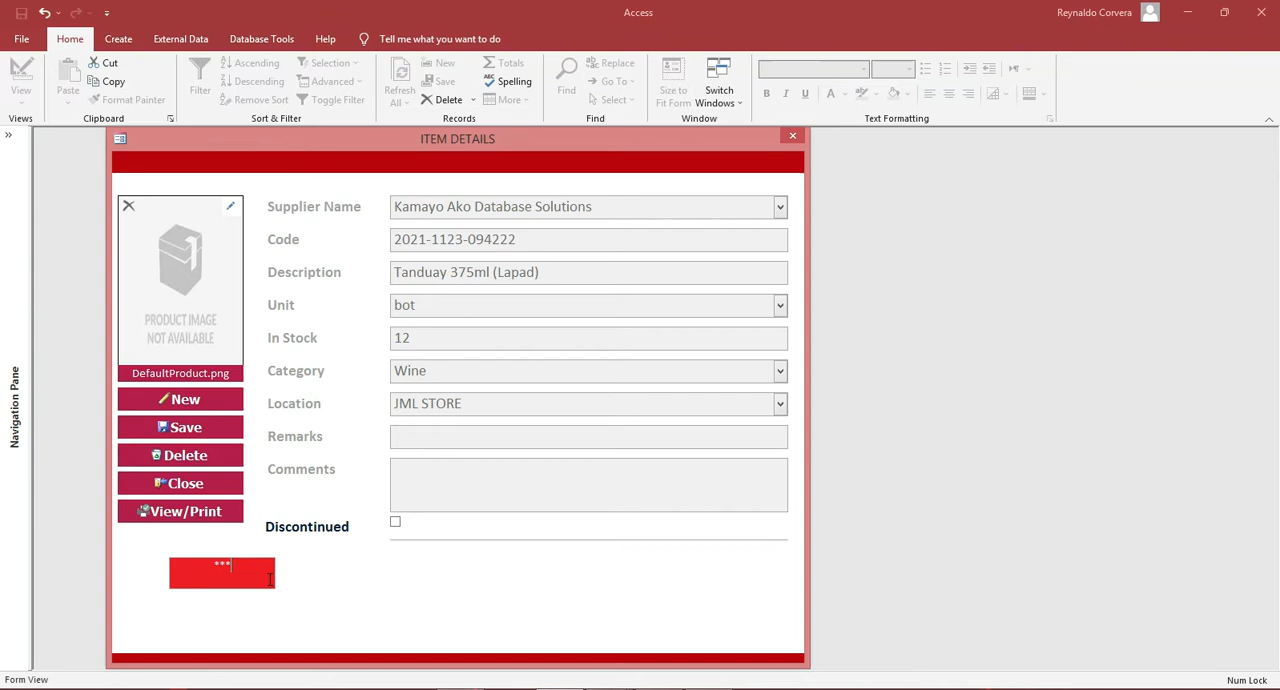 Access
Reynaldo Corvera
File Home Create External Data Database Tools Help Tell me what you want to do
View
Views
Paste
Cut
Copy
Format Painter
Clipboard
Filter
Ascending
Descending
Remove Sort
Selection
Advanced
Toggle Filter
Sort & Filter
Refresh
All
New
Save
Delete
Totals
Spelling
More
Records
Find
Replace
Go To
Select
Find
Size to
Fit Form
Switch
Windows
Window
B I U A
Text Formatting
Navigation Pane
ITEM DETAILS
PRODUCT IMAGE
NOT AVAILABLE
DefaultProduct.png
New
Save
Delete
Close
View/Print
Supplier Name Kamayo Ako Database Solutions
Code 2021-1123-094222
Description Tanduay 375ml (Lapad)
Unit bot
In Stock 12
Category Wine
Location JML STORE
Remarks
Comments
Discontinued
***
Form View
Num Lock